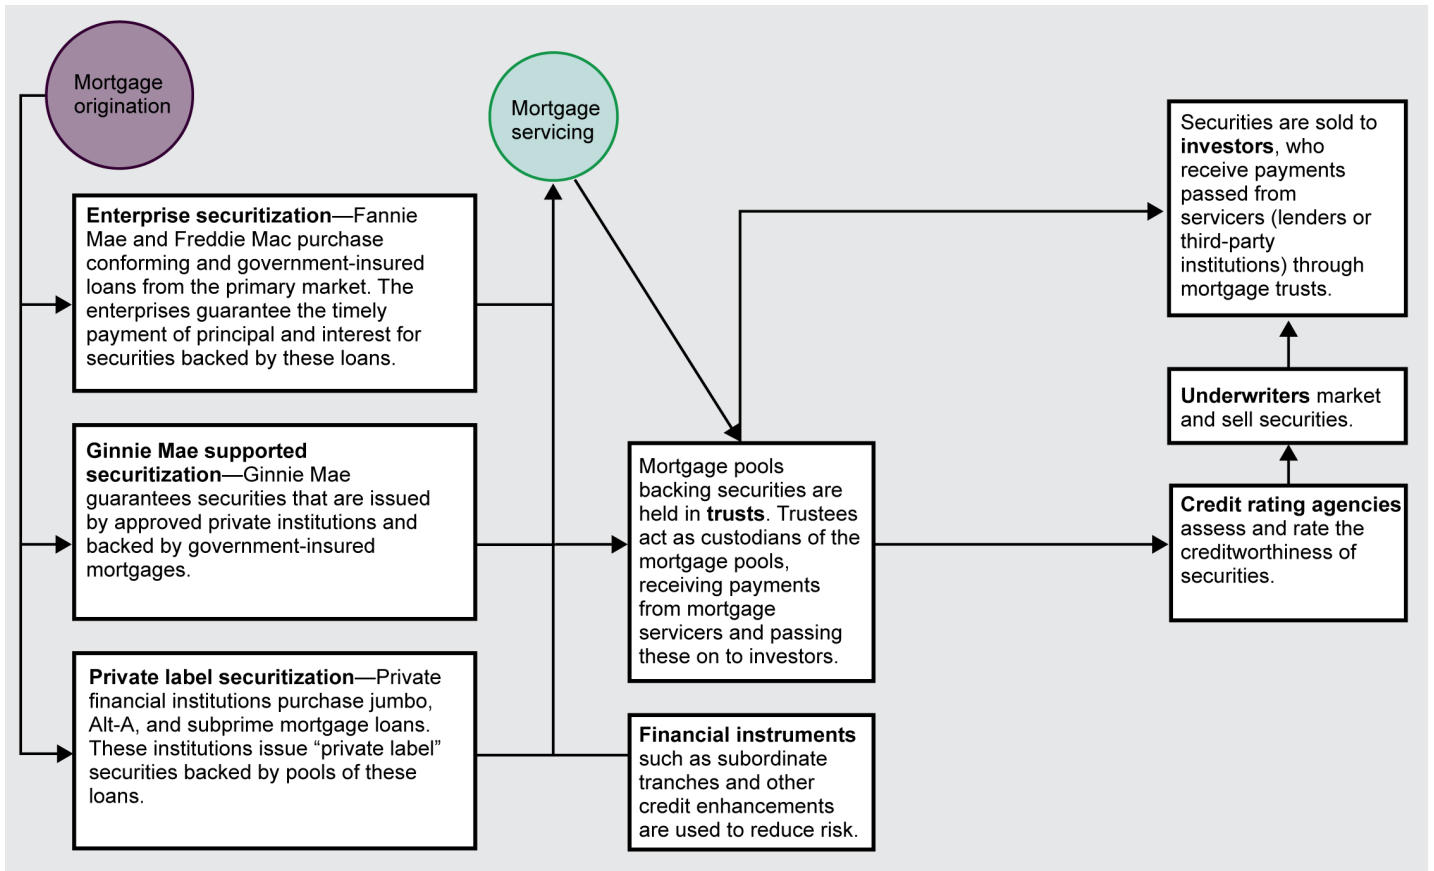 Mortgage
origination
Mortgage
servicing
Enterprise securitization—Fannie
Mae and Freddie Mac purchase
conforming and government-insured
loans from the primary market. The
enterprises guarantee the timely
payment of principal and interest for
securities backed by these loans.
Ginnie Mae supported
securitization—Ginnie Mae
guarantees securities that are issued
by approved private institutions and
backed by government-insured
mortgages.
Private label securitization—Private
financial institutions purchase jumbo,
Alt-A, and subprime mortgage loans.
These institutions issue “private label”
securities backed by pools of these
loans.
Mortgage pools
backing securities are
held in trusts. Trustees
act as custodians of the
mortgage pools,
receiving payments
from mortgage
servicers and passing
these on to investors.
Financial instruments
such as subordinate
tranches and other
credit enhancements
are used to reduce risk.
Securities are sold to
investors, who
receive payments
passed from
servicers (lenders or
third-party
institutions) through
mortgage trusts.
Underwriters market
and sell securities.
Credit rating agencies
assess and rate the
creditworthiness of
securities.